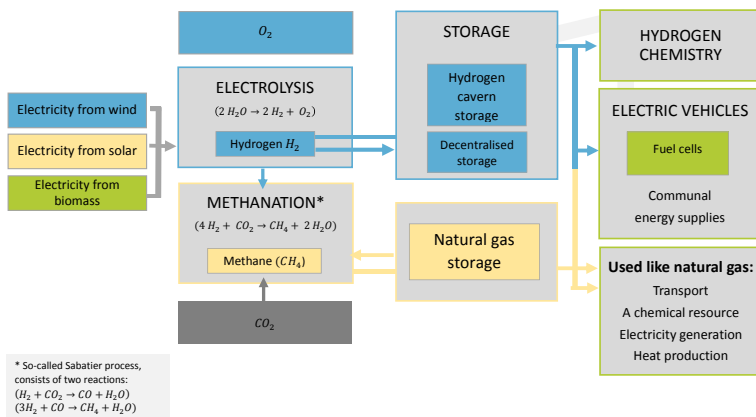 Electricity from wind
Electricity from solar
Electricity from
biomass
O₂
ELECTROLYSIS
(2 H₂O → 2 H₂ + O₂)
Hydrogen H₂
METHANATION*
(4 H₂ + CO₂ → CH₄ + 2 H₂O)
Methane (CH₄)
CO₂
STORAGE
Hydrogen
cavern
storage
Decentralised
storage
Natural gas
storage
HYDROGEN
CHEMISTRY
ELECTRIC VEHICLES
Fuel cells
Communal
energy supplies
Used like natural gas:
Transport
A chemical resource
Electricity generation
Heat production
* So-called Sabatier process,
consists of two reactions:
(H₂ + CO₂ → CO + H₂O)
(3H₂ + CO → CH₄ + H₂O)